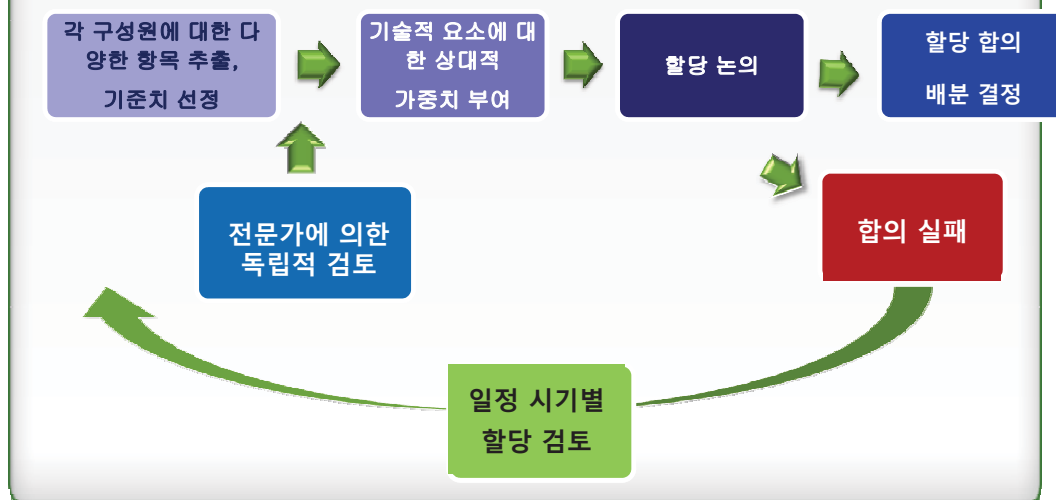 각 구성원에 대한 다
양한 항목 추출,
기준치 선정
기술적 요소에 대
한 상대적
가중치 부여
할당 논의
할당 합의
배분 결정
전문가에 의한
독립적 검토
합의 실패
일정 시기별
할당 검토